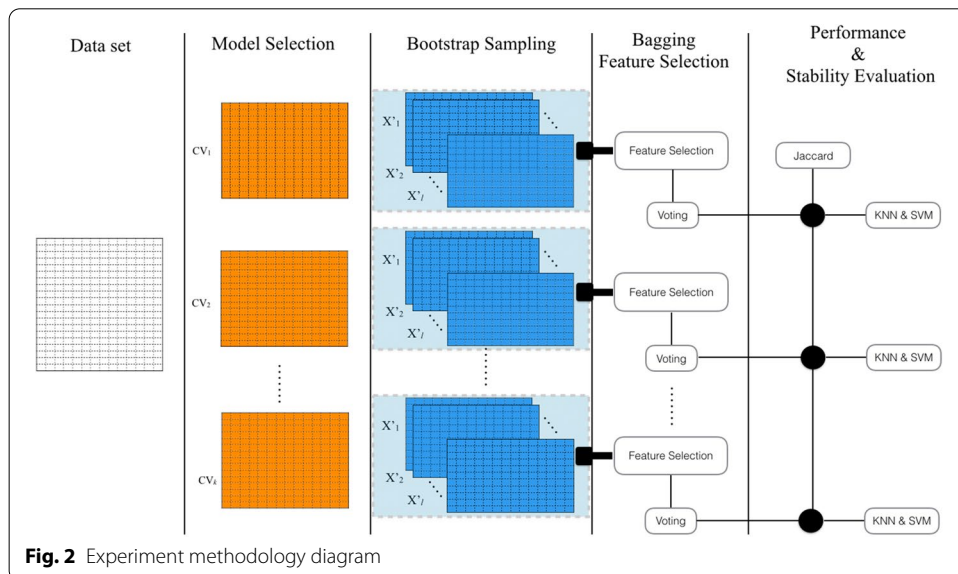 Data set
Model Selection
Bootstrap Sampling
Bagging
Feature Selection
Performance
&
Stability Evaluation
CV1
X'1
X'2
X'l
Feature Selection
Voting
Jaccard
KNN & SVM
CV2
X'1
X'2
X'l
Feature Selection
Voting
KNN & SVM
CVk
X'1
X'2
X'l
Feature Selection
Voting
KNN & SVM
Fig. 2 Experiment methodology diagram